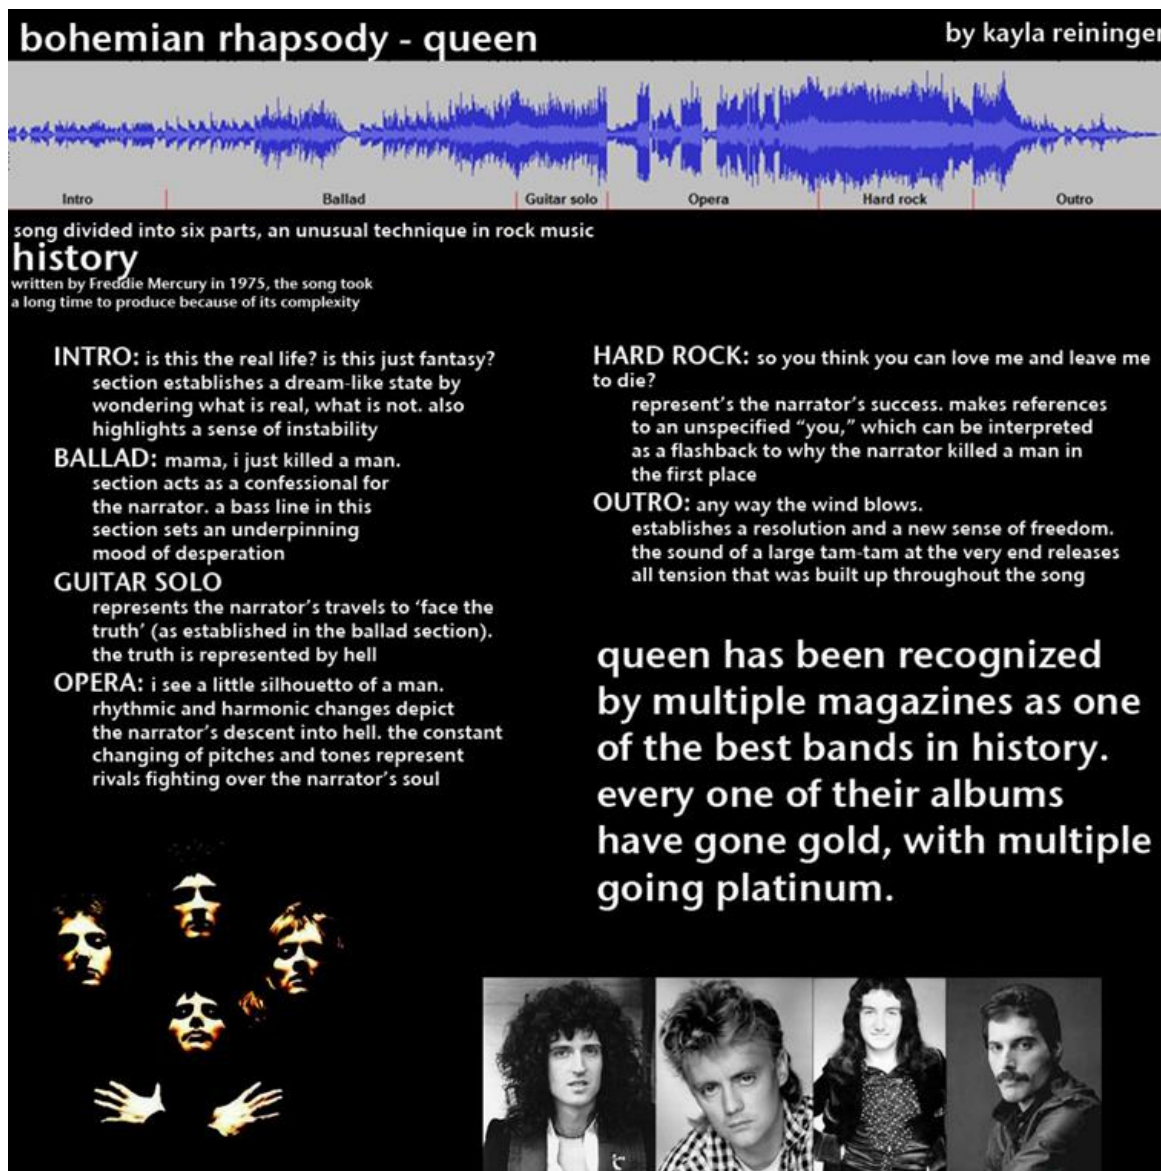 bohemian rhapsody - queen
by kayla reininger
Intro
Ballad
Guitar solo
Opera
Hard rock
Outro
song divided into six parts, an unusual technique in rock music
history
written by Freddie Mercury in 1975, the song took
a long time to produce because of its complexity
INTRO: is this the real life? is this just fantasy?
section establishes a dream-like state by
wondering what is real, what is not. also
highlights a sense of instability
BALLAD: mama, i just killed a man.
section acts as a confessional for
the narrator. a bass line in this
section sets an underpinning
mood of desperation
GUITAR SOLO
represents the narrator's travels to 'face the
truth' (as established in the ballad section).
the truth is represented by hell
OPERA: i see a little silhouetto of a man.
rhythmic and harmonic changes depict
the narrator's descent into hell. the constant
changing of pitches and tones represent
rivals fighting over the narrator's soul
HARD ROCK: so you think you can love me and leave me
to die?
represent's the narrator's success. makes references
to an unspecified "you," which can be interpreted
as a flashback to why the narrator killed a man in
the first place
OUTRO: any way the wind blows.
establishes a resolution and a new sense of freedom.
the sound of a large tam-tam at the very end releases
all tension that was built up throughout the song
queen has been recognized
by multiple magazines as one
of the best bands in history.
every one of their albums
have gone gold, with multiple
going platinum.